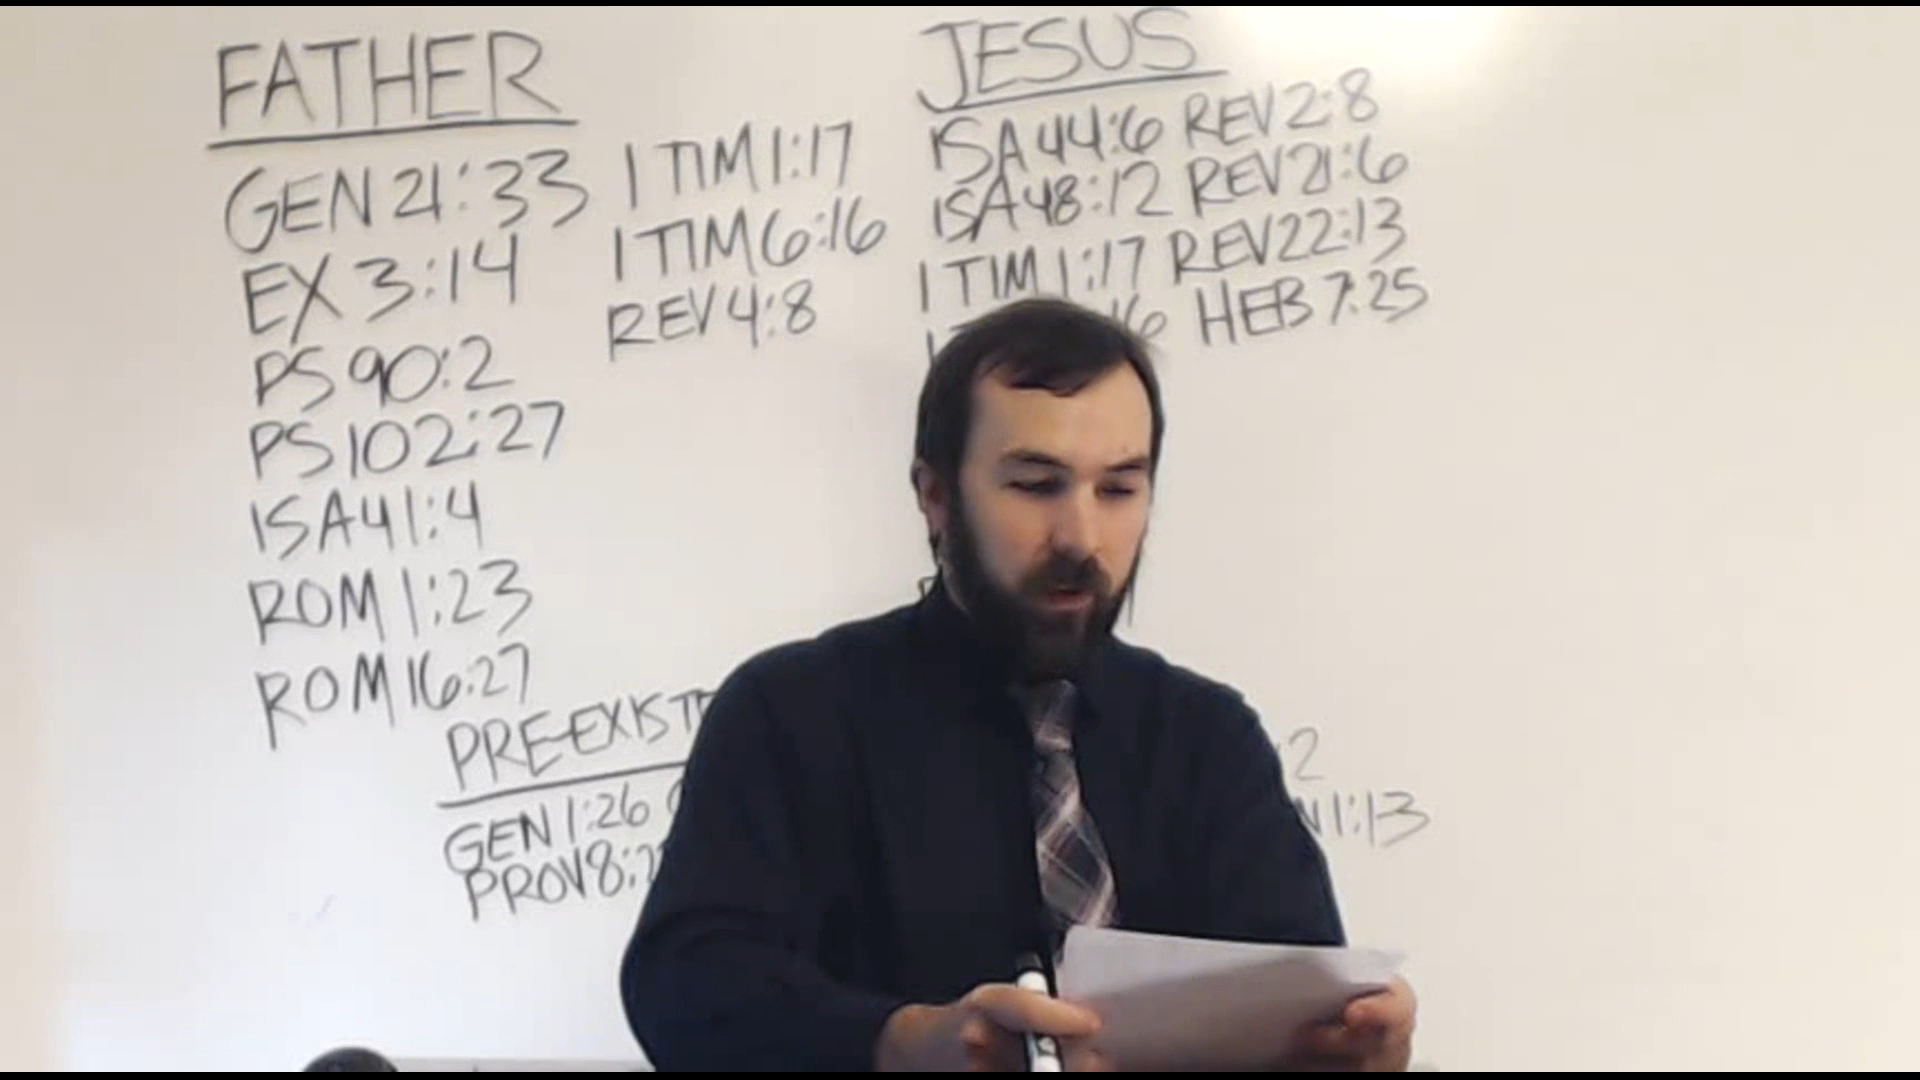 FATHER
GEN 21:33
EX 3:14
PS 90:2
PS 102:27
ISA 41:4
ROM 1:23
ROM 16:27
1 TIM 1:17
1 TIM 6:16
REV 4:8
JESUS
ISA 44:6 REV 2:8
ISA 48:12 REV 21:6
1 TIM 1:17 REV 22:13
HEB 7:25
GEN 1:26